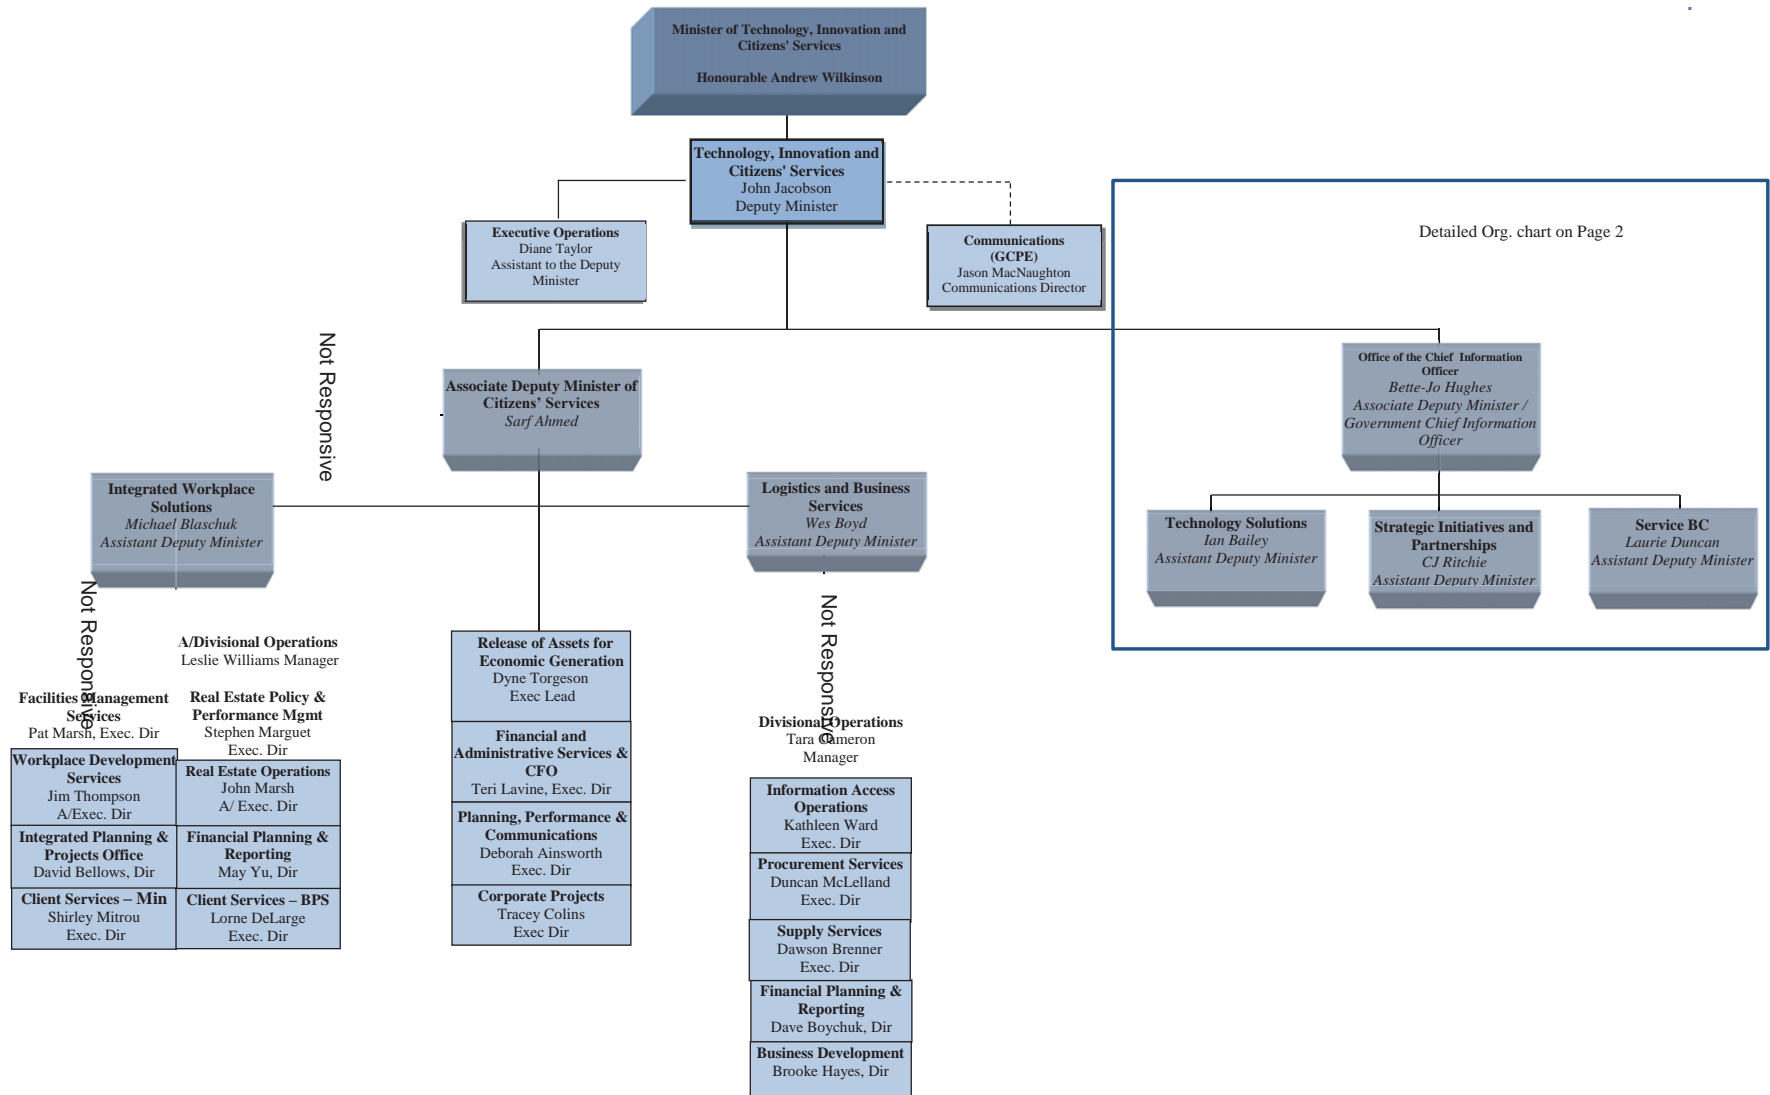 Minister of Technology, Innovation and
Citizens' Services
Honourable Andrew Wilkinson
Technology, Innovation and
Citizens' Services
John Jacobson
Deputy Minister
Executive Operations
Diane Taylor
Assistant to the Deputy
Minister
Communications
(GCPE)
Jason MacNaughton
Communications Director
Detailed Org. chart on Page 2
Not Responsive
Associate Deputy Minister of
Citizens’ Services
Sarf Ahmed
Office of the Chief Information
Officer
Bette-Jo Hughes
Associate Deputy Minister /
Government Chief Information
Officer
Integrated Workplace
Solutions
Michael Blaschuk
Assistant Deputy Minister
Logistics and Business
Services
Wes Boyd
Assistant Deputy Minister
Technology Solutions
Ian Bailey
Assistant Deputy Minister
Strategic Initiatives and
Partnerships
CJ Ritchie
Assistant Deputy Minister
Service BC
Laurie Duncan
Assistant Deputy Minister
Not Responsive
A/Divisional Operations
Leslie Williams Manager
Facilities Management
Services
Pat Marsh, Exec. Dir
Real Estate Policy &
Performance Mgmt
Stephen Marguet
Exec. Dir
Workplace Development
Services
Jim Thompson
A/Exec. Dir
Real Estate Operations
John Marsh
A/ Exec. Dir
Integrated Planning &
Projects Office
David Bellows, Dir
Financial Planning &
Reporting
May Yu, Dir
Client Services – Min
Shirley Mitrou
Exec. Dir
Client Services – BPS
Lorne DeLarge
Exec. Dir
Release of Assets for
Economic Generation
Dyne Torgeson
Exec Lead
Financial and
Administrative Services &
CFO
Teri Lavine, Exec. Dir
Planning, Performance &
Communications
Deborah Ainsworth
Exec. Dir
Corporate Projects
Tracey Colins
Exec Dir
Not Responsive
Divisional Operations
Tara Cameron
Manager
Information Access
Operations
Kathleen Ward
Exec. Dir
Procurement Services
Duncan McLelland
Exec. Dir
Supply Services
Dawson Brenner
Exec. Dir
Financial Planning &
Reporting
Dave Boychuk, Dir
Business Development
Brooke Hayes, Dir